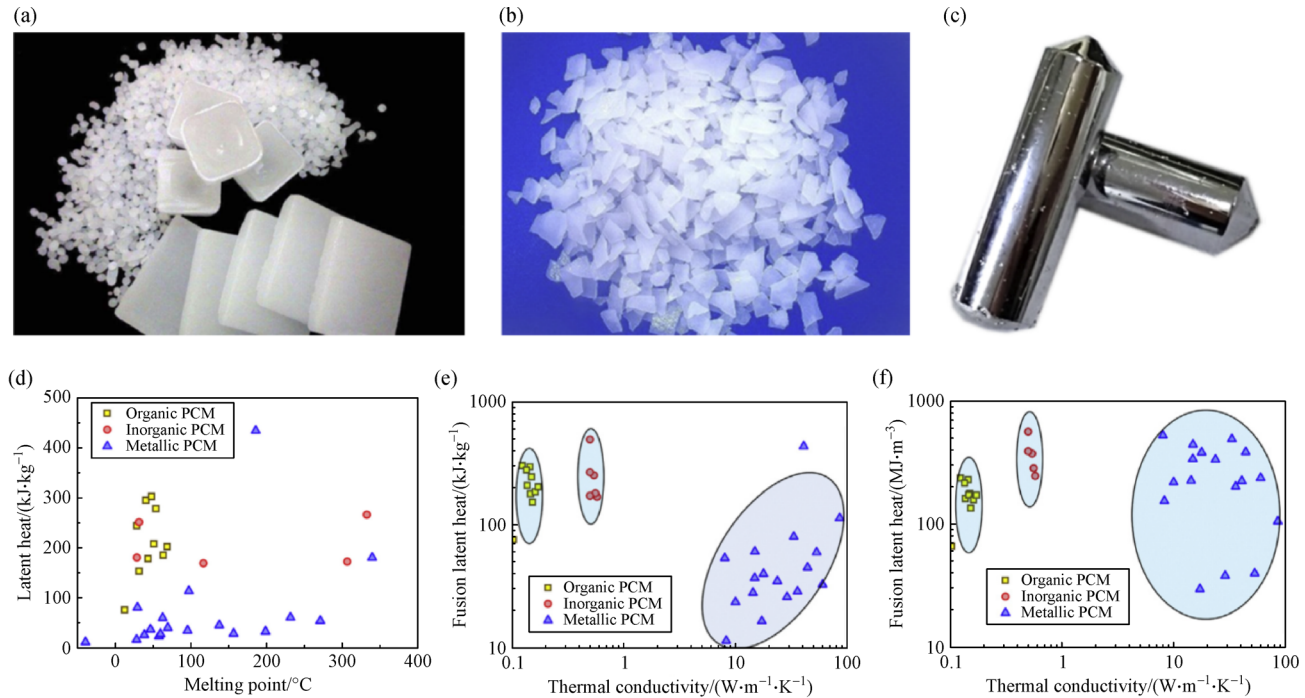 (a)
(b)
(c)
(d)
500
400
300
200
100
0
Latent heat/(kJ·kg⁻¹)
Organic PCM
Inorganic PCM
Metallic PCM
0
100
200
300
400
Melting point/°C
(e)
1000
100
10
Fusion latent heat/(kJ·kg⁻¹)
Organic PCM
Inorganic PCM
Metallic PCM
0.1
1
10
100
Thermal conductivity/(W·m⁻¹·K⁻¹)
(f)
1000
100
10
Fusion latent heat/(MJ·m⁻³)
Organic PCM
Inorganic PCM
Metallic PCM
0.1
1
10
100
Thermal conductivity/(W·m⁻¹·K⁻¹)